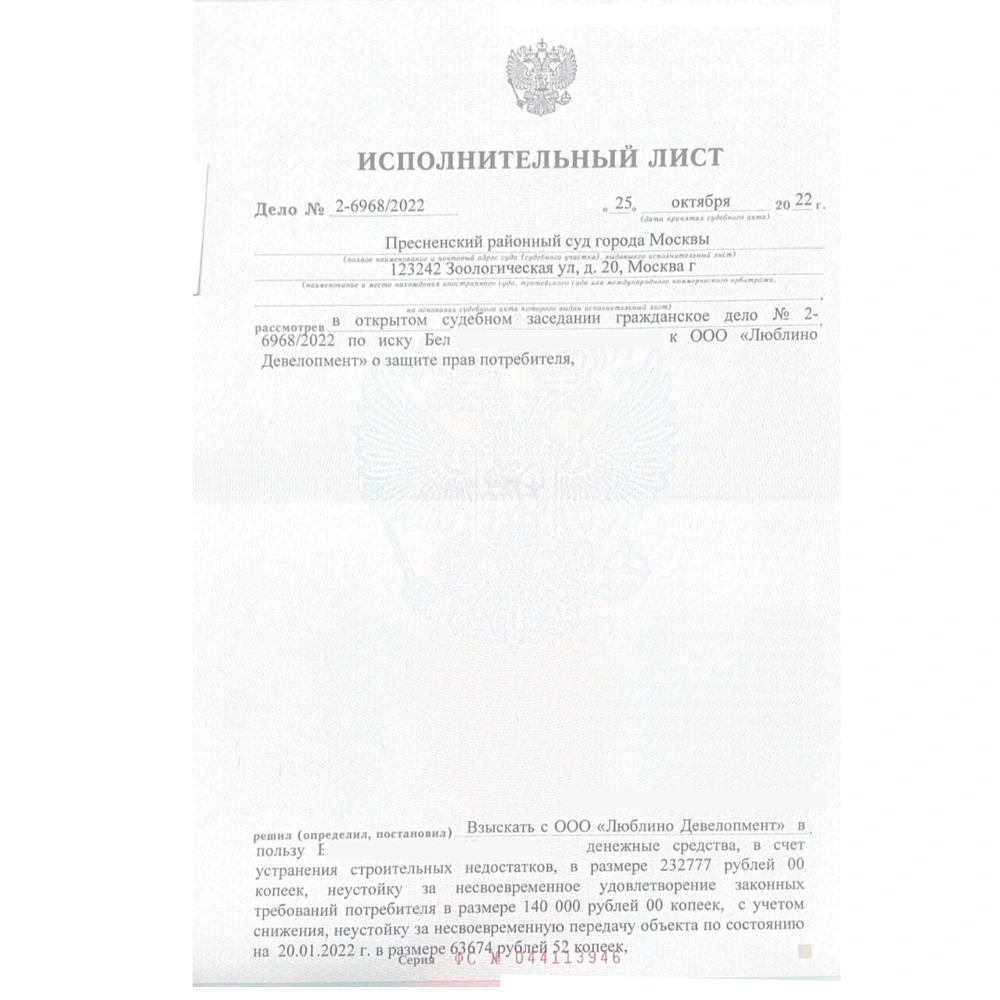 ИСПОЛНИТЕЛЬНЫЙ ЛИСТ
Дело № 2-6968/2022 „ 25„ октября 20 22 г.
(дата принятия судебного акта)
Пресненский районный суд города Москвы
(полное наименование и почтовый адрес суда (судебного участка), выдавшего исполнительный лист)
123242 Зоологическая ул, д. 20, Москва г
(наименование и место нахождения иностранного суда, третейского суда или международного коммерческого арбитража,
на основании судебного акта которого выдан исполнительный лист)
рассмотрев в открытом судебном заседании гражданское дело № 2-
6968/2022 по иску Бел к ООО «Люблино
Девелопмент» о защите прав потребителя,
решил (определил, постановил) Взыскать с ООО «Люблино Девелопмент» в
пользу денежные средства, в счет
устранения строительных недостатков, в размере 232777 рублей 00
копеек, неустойку за несвоевременное удовлетворение законных
требований потребителя в размере 140 000 рублей 00 копеек, с учетом
снижения, неустойку за несвоевременную передачу объекта по состоянию
на 20.01.2022 г. в размере 63674 рублей 52 копеек,
Серия ФС № 044113946